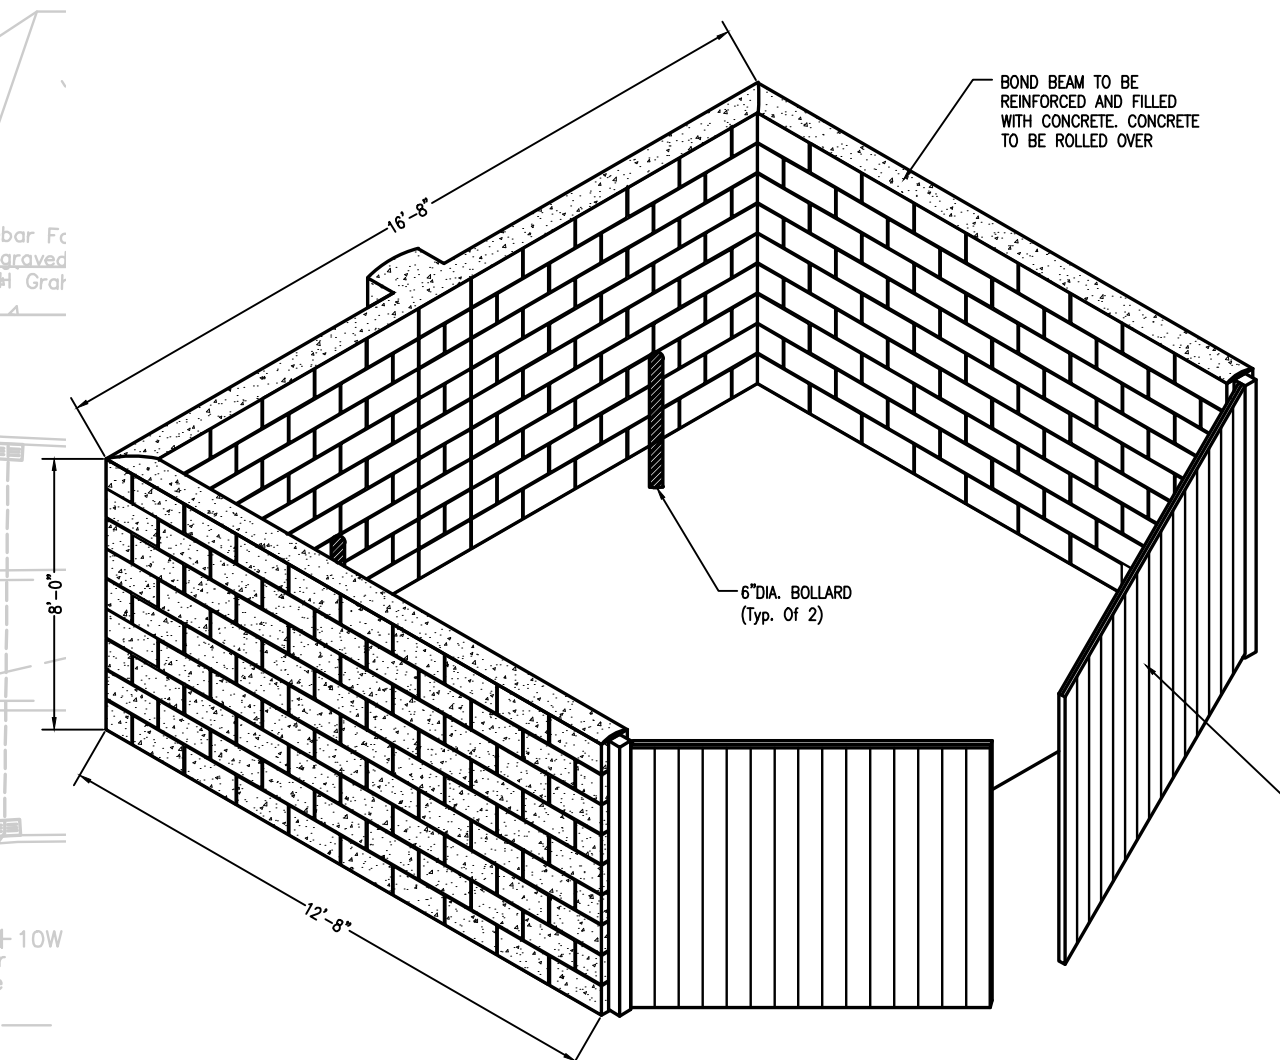 BOND BEAM TO BE
REINFORCED AND FILLED
WITH CONCRETE. CONCRETE
TO BE ROLLED OVER
16'-8"
8'-0"
6"DIA. BOLLARD
(Typ. Of 2)
12'-8"
10W